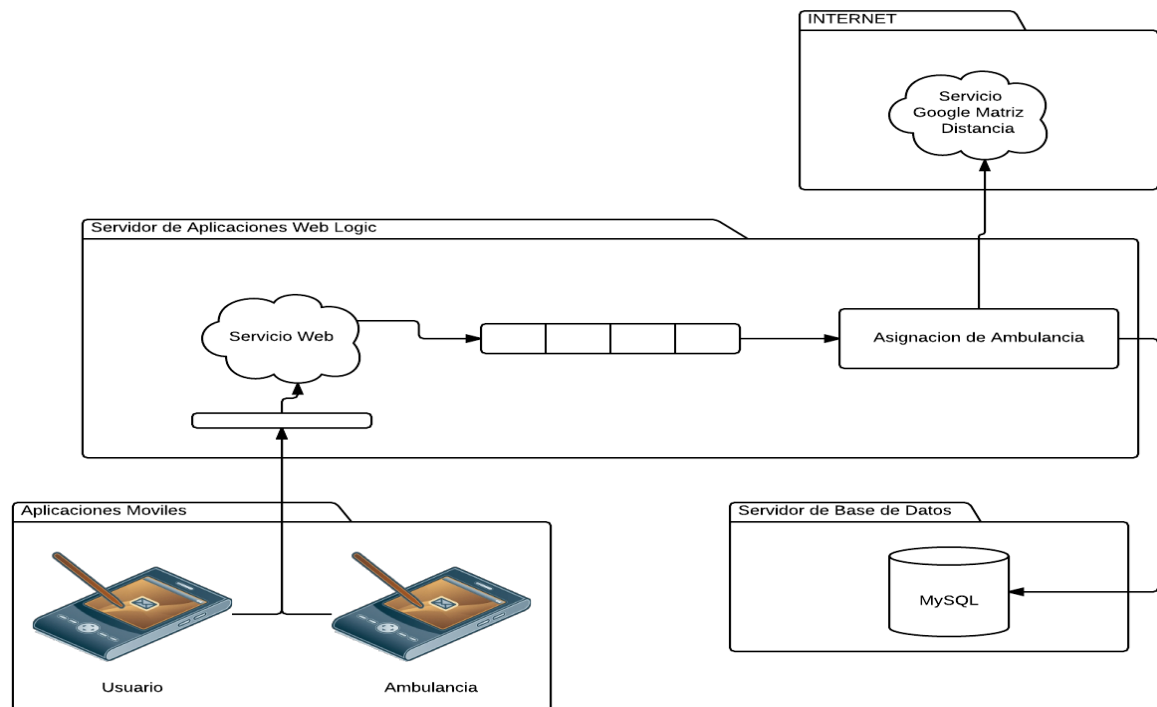 INTERNET
Servicio
Google Matriz
Distancia
Servidor de Aplicaciones Web Logic
Servicio Web
Asignacion de Ambulancia
Aplicaciones Moviles
Usuario
Ambulancia
Servidor de Base de Datos
MySQL